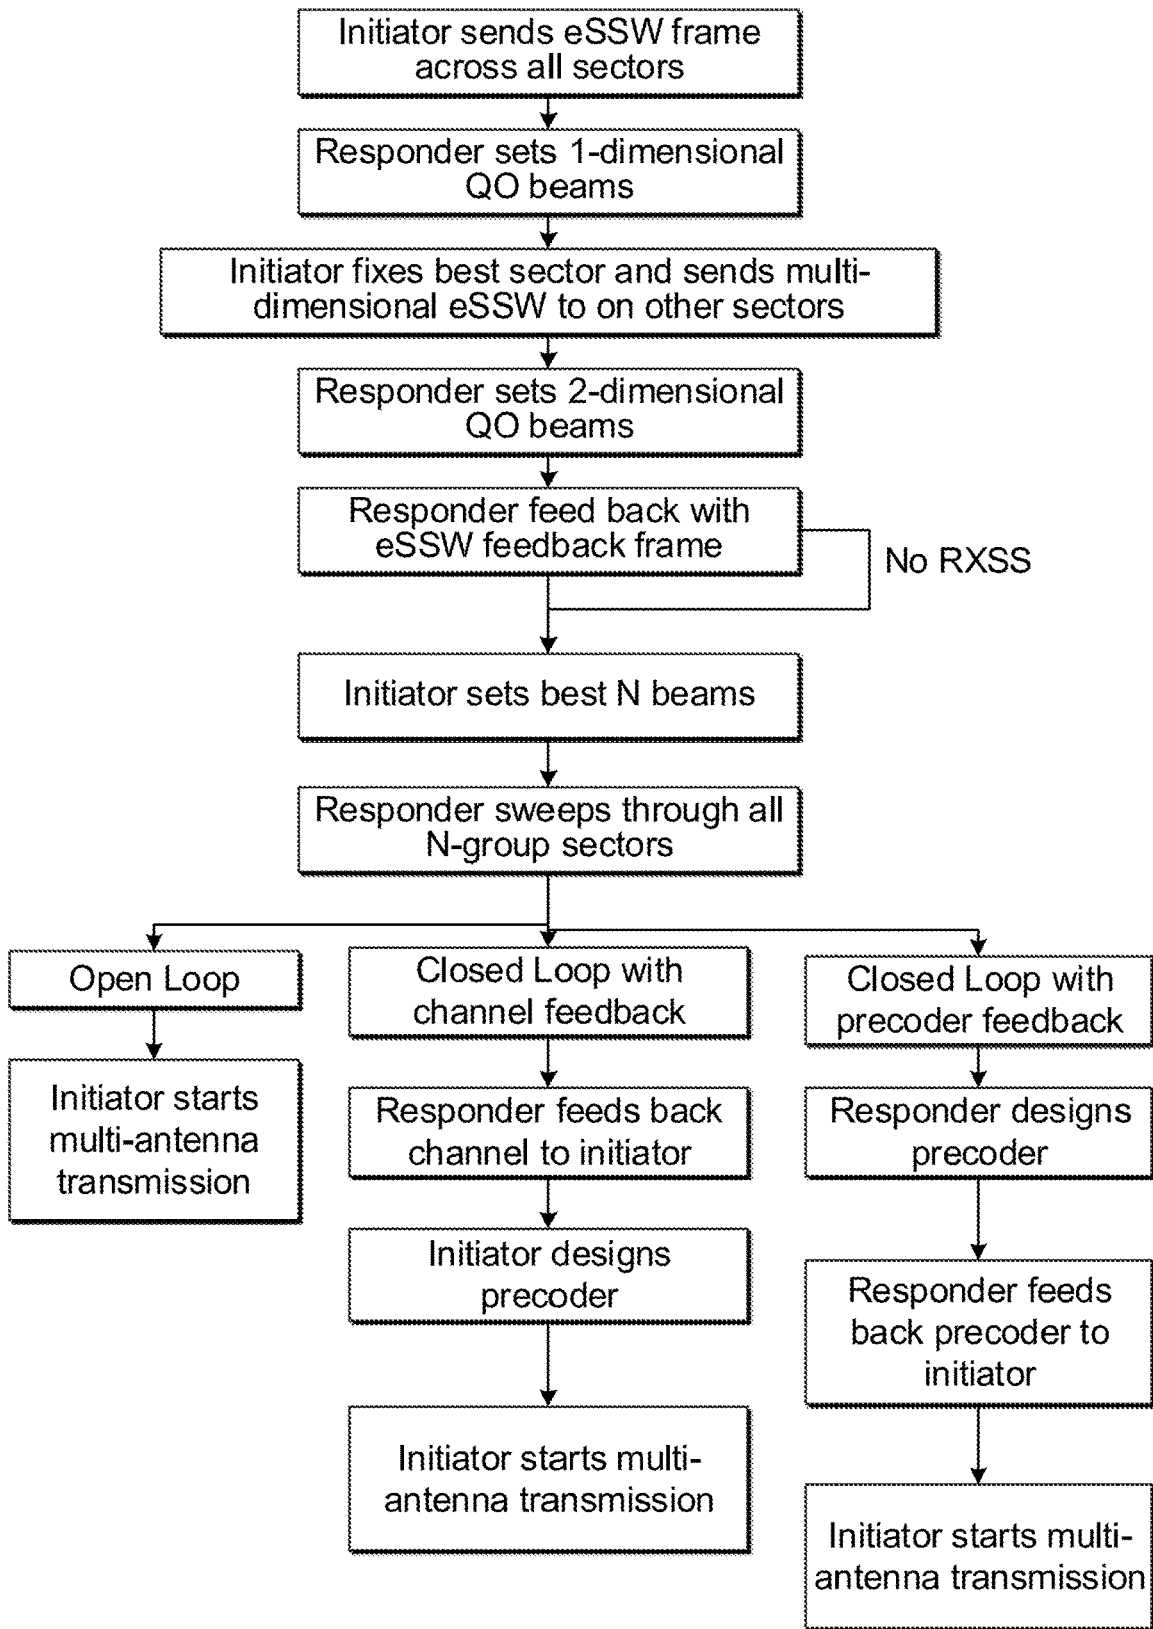 Initiator sends eSSW frame
across all sectors
Responder sets 1-dimensional
QO beams
Initiator fixes best sector and sends multi-
dimensional eSSW to on other sectors
Responder sets 2-dimensional
QO beams
Responder feed back with
eSSW feedback frame
No RXSS
Initiator sets best N beams
Responder sweeps through all
N-group sectors
Open Loop
Initiator starts
multi-antenna
transmission
Closed Loop with
channel feedback
Responder feeds back
channel to initiator
Initiator designs
precoder
Initiator starts multi-
antenna transmission
Closed Loop with
precoder feedback
Responder designs
precoder
Responder feeds
back precoder to
initiator
Initiator starts multi-
antenna transmission